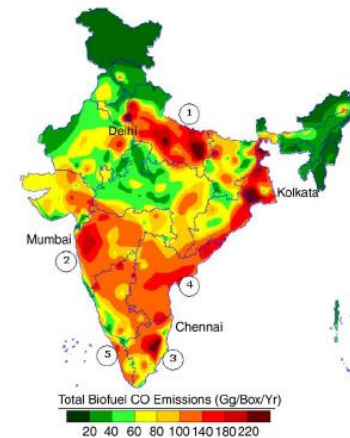 1
Delhi
Kolkata
Mumbai
2
4
Chennai
5
3
Total Biofuel CO Emissions (Gg/Box/Yr)
20 40 60 80 100 140 180 220